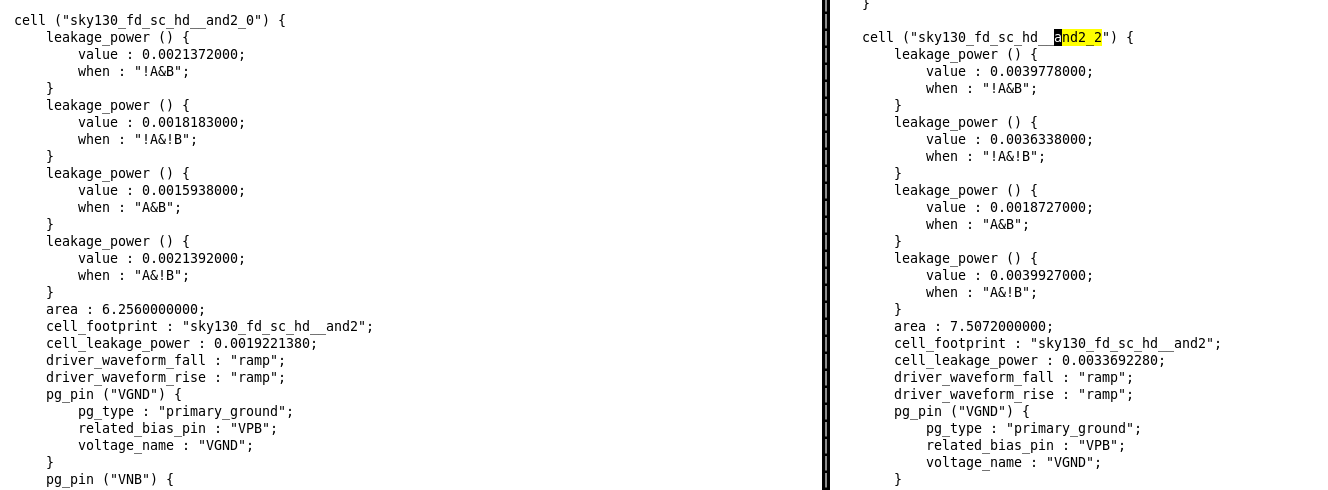 cell ("sky130_fd_sc_hd__and2_0") {
    leakage_power () {
        value : 0.0021372000;
        when : "!A&B";
    }
    leakage_power () {
        value : 0.0018183000;
        when : "!A&!B";
    }
    leakage_power () {
        value : 0.0015938000;
        when : "A&B";
    }
    leakage_power () {
        value : 0.0021392000;
        when : "A&!B";
    }
    area : 6.2560000000;
    cell_footprint : "sky130_fd_sc_hd__and2";
    cell_leakage_power : 0.0019221380;
    driver_waveform_fall : "ramp";
    driver_waveform_rise : "ramp";
    pg_pin ("VGND") {
        pg_type : "primary_ground";
        related_bias_pin : "VPB";
        voltage_name : "VGND";
    }
    pg_pin ("VNB") {
}
cell ("sky130_fd_sc_hd__and2_2") {
    leakage_power () {
        value : 0.0039778000;
        when : "!A&B";
    }
    leakage_power () {
        value : 0.0036338000;
        when : "!A&!B";
    }
    leakage_power () {
        value : 0.0018727000;
        when : "A&B";
    }
    leakage_power () {
        value : 0.0039927000;
        when : "A&!B";
    }
    area : 7.5072000000;
    cell_footprint : "sky130_fd_sc_hd__and2";
    cell_leakage_power : 0.0033692280;
    driver_waveform_fall : "ramp";
    driver_waveform_rise : "ramp";
    pg_pin ("VGND") {
        pg_type : "primary_ground";
        related_bias_pin : "VPB";
        voltage_name : "VGND";
    }